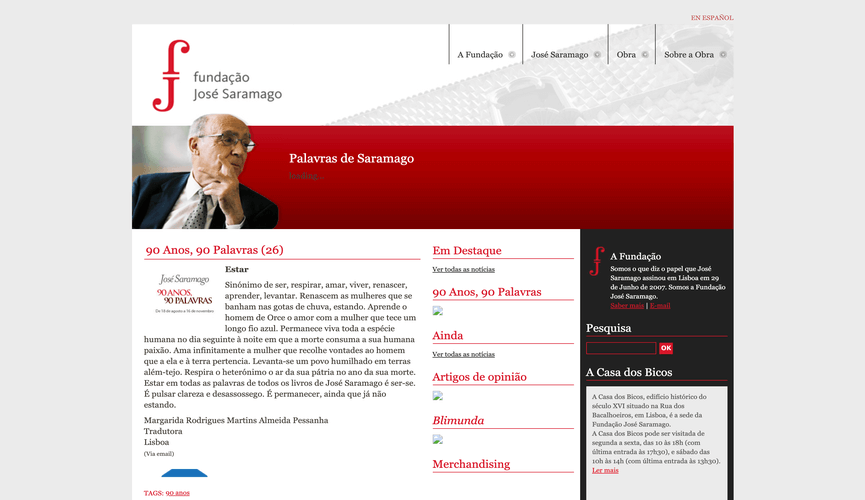 EN ESPAÑOL
A Fundação
José Saramago
Obra
Sobre a Obra
fundação
José Saramago
Palavras de Saramago
loading...
90 Anos, 90 Palavras (26)
José Saramago
90 ANOS,
90 PALAVRAS
De 18 de agosto a 16 de novembro
Estar
Sinónimo de ser, respirar, amar, viver, renascer,
aprender, levantar. Renascem as mulheres que se
banham nas gotas de chuva, estando. Aprende o
homem de Orce o amor com a mulher que tece um
longo fio azul. Permanece viva toda a espécie
humana no dia seguinte à noite em que a morte consuma a sua humana
paixão. Ama infinitamente a mulher que recolhe vontades ao homem
que a ela e à terra pertencia. Levanta-se um povo humilhado em terras
além-tejo. Respira o heterónimo o ar da sua pátria no ano da sua morte.
Estar em todas as palavras de todos os livros de José Saramago é ser-se.
É pulsar clareza e desassossego. É permanecer, ainda que já não
estando.
Margarida Rodrigues Martins Almeida Pessanha
Tradutora
Lisboa
(Via email)
TAGS: 90 anos
Em Destaque
Ver todas as notícias
90 Anos, 90 Palavras
Ainda
Ver todas as notícias
Artigos de opinião
Blimunda
Merchandising
A Fundação
Somos o que diz o papel que José
Saramago assinou em Lisboa em 29
de Junho de 2007. Somos a Fundação
José Saramago.
Saber mais | E-mail
Pesquisa
OK
A Casa dos Bicos
A Casa dos Bicos, edifício histórico do
século XVI situado na Rua dos
Bacalhoeiros, em Lisboa, é a sede da
Fundação José Saramago.
A Casa dos Bicos pode ser visitada de
segunda a sexta, das 10 às 18h (com
última entrada às 17h30), e sábado das
10h às 14h (com última entrada às 13h30).
Ler mais